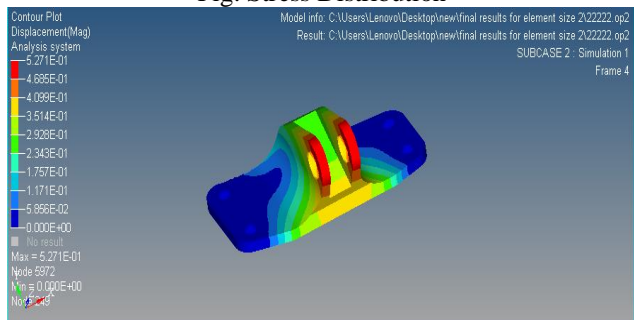 Fig. Stress Distribution
Contour Plot
Displacement(Mag)
Analysis system
5.271E-01
4.685E-01
4.099E-01
3.514E-01
2.928E-01
2.343E-01
1.757E-01
1.171E-01
5.856E-02
0.000E+00
No result
Max = 5.271E-01
Node 5972
Min = 0.000E+00
Model info: C:\Users\Lenovo\Desktop\new\final results for element size 2\22222.op2
Result: C:\Users\Lenovo\Desktop\new\final results for element size 2\22222.op2
SUBCASE 2 : Simulation 1
Frame 4